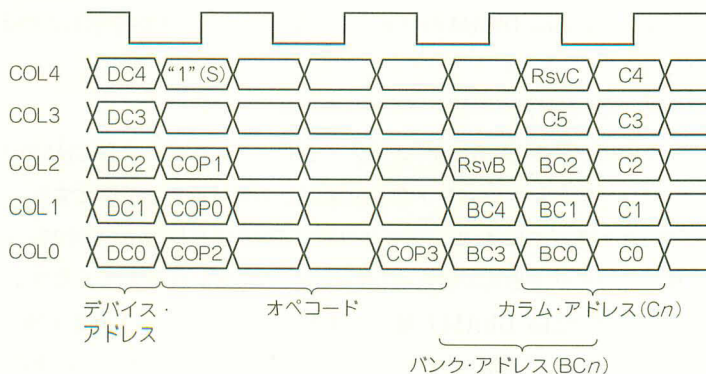 COL4 DC4 "1"(S) RsvC C4
COL3 DC3 C5 C3
COL2 DC2 COP1 RsvB BC2 C2
COL1 DC1 COP0 BC4 BC1 C1
COL0 DC0 COP2 COP3 BC3 BC0 C0
デバイス・ オペコード カラム・アドレス(Cn)
アドレス
バンク・アドレス(BCn)